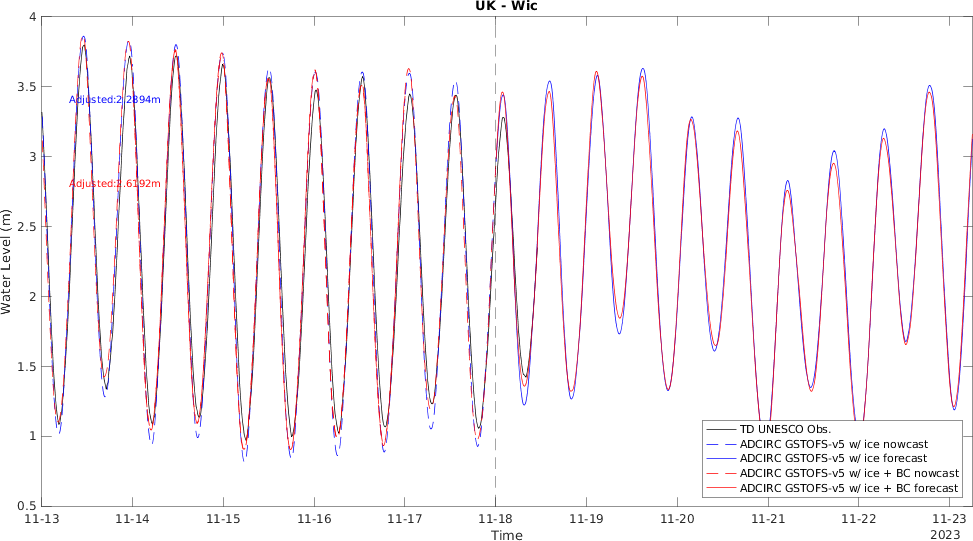 UK - Wic
4
3.5
3
2.5
2
1.5
1
0.5
Water Level (m)
Adjusted:2.2894m
Adjusted:2.6192m
TD UNESCO Obs.
ADCIRC GSTOFS-v5 w/ ice nowcast
ADCIRC GSTOFS-v5 w/ ice forecast
ADCIRC GSTOFS-v5 w/ ice + BC nowcast
ADCIRC GSTOFS-v5 w/ ice + BC forecast
11-13 11-14 11-15 11-16 11-17 11-18 11-19 11-20 11-21 11-22 11-23
Time
2023